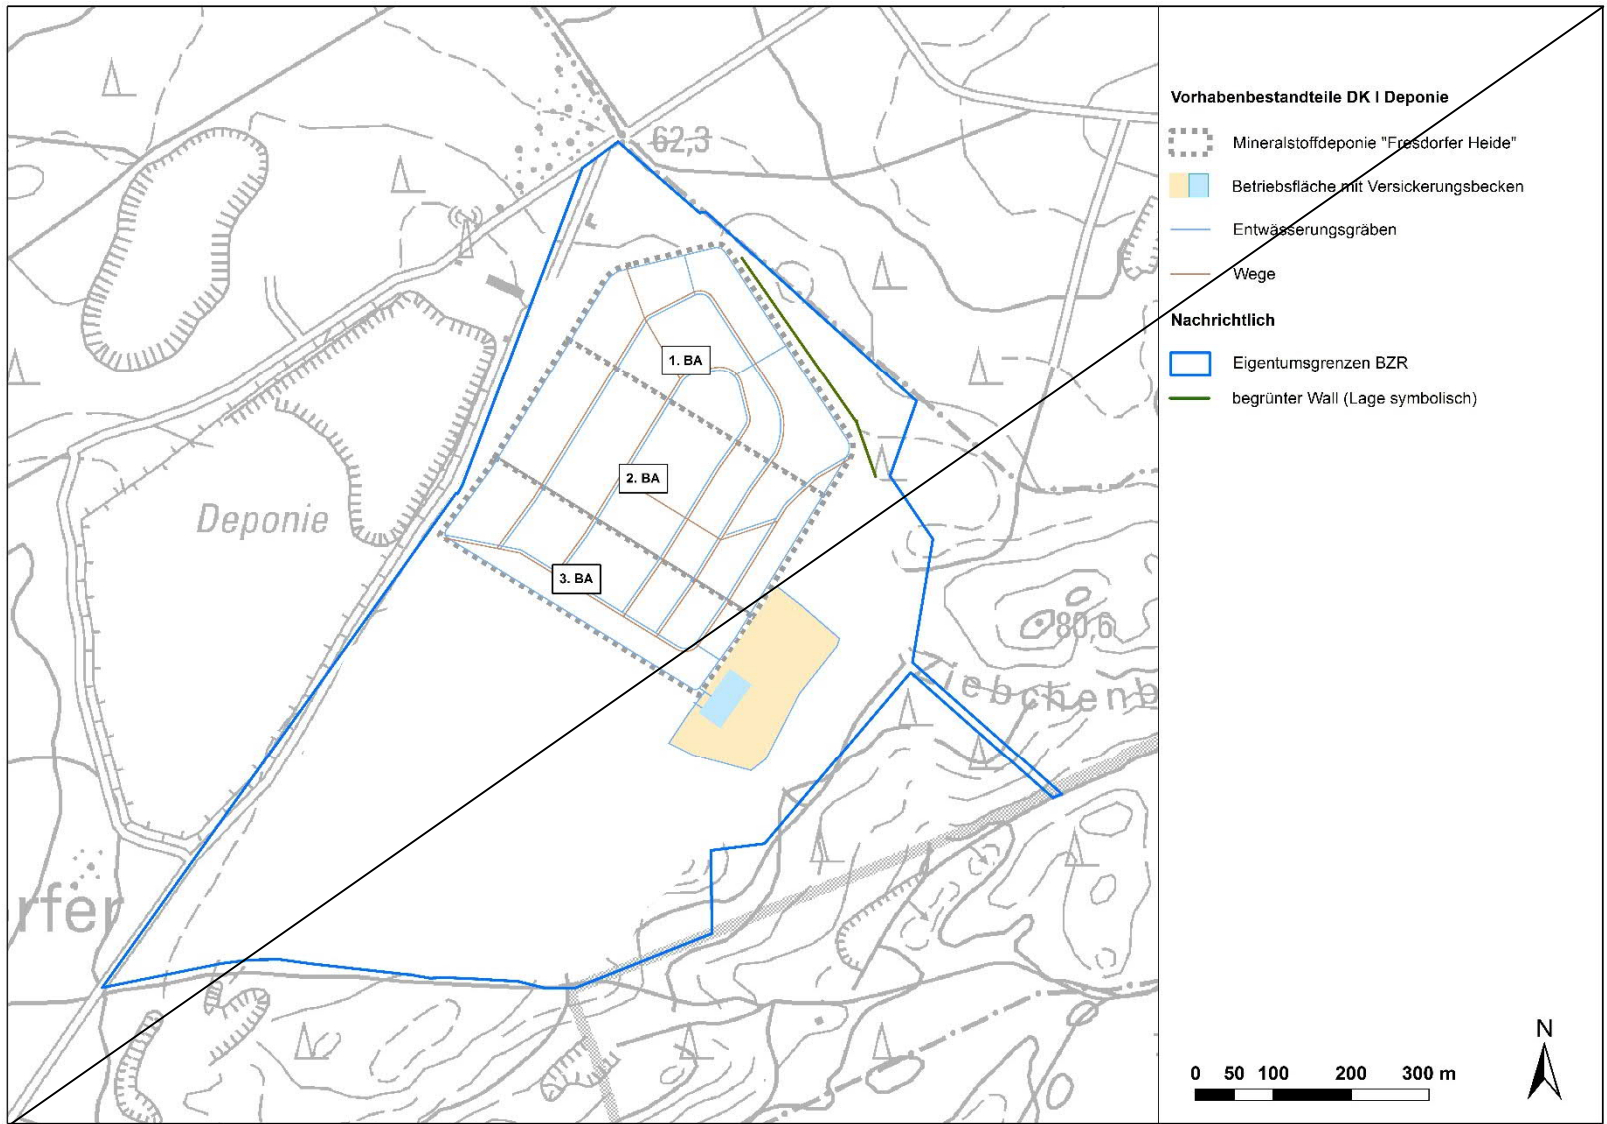 62,3
1. BA
2. BA
3. BA
Deponie
80,6
iebchenb
rfer
Vorhabenbestandteile DK I Deponie
Mineralstoffdeponie "Fresdorfer Heide"
Betriebsfläche mit Versickerungsbecken
Entwässerungsgräben
Wege
Nachrichtlich
Eigentumsgrenzen BZR
begrünter Wall (Lage symbolisch)
N
0 50 100 200 300 m